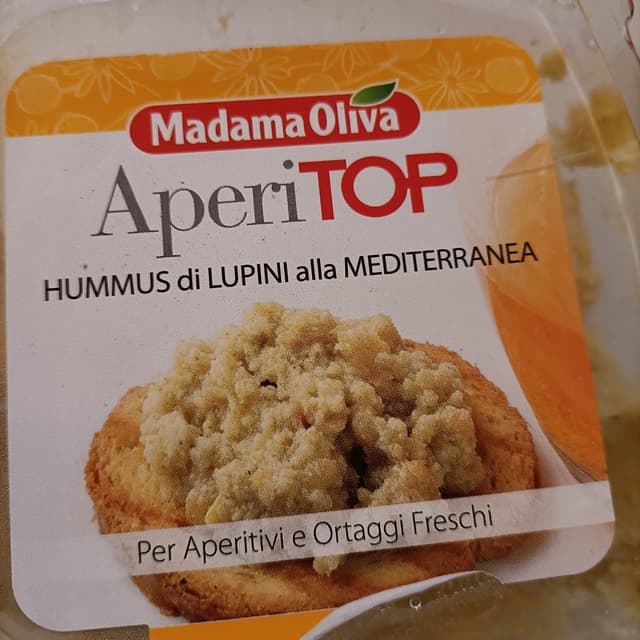 Madama Oliva
AperiTOP
HUMMUS di LUPINI alla MEDITERRANEA
Per Aperitivi e Ortaggi Freschi